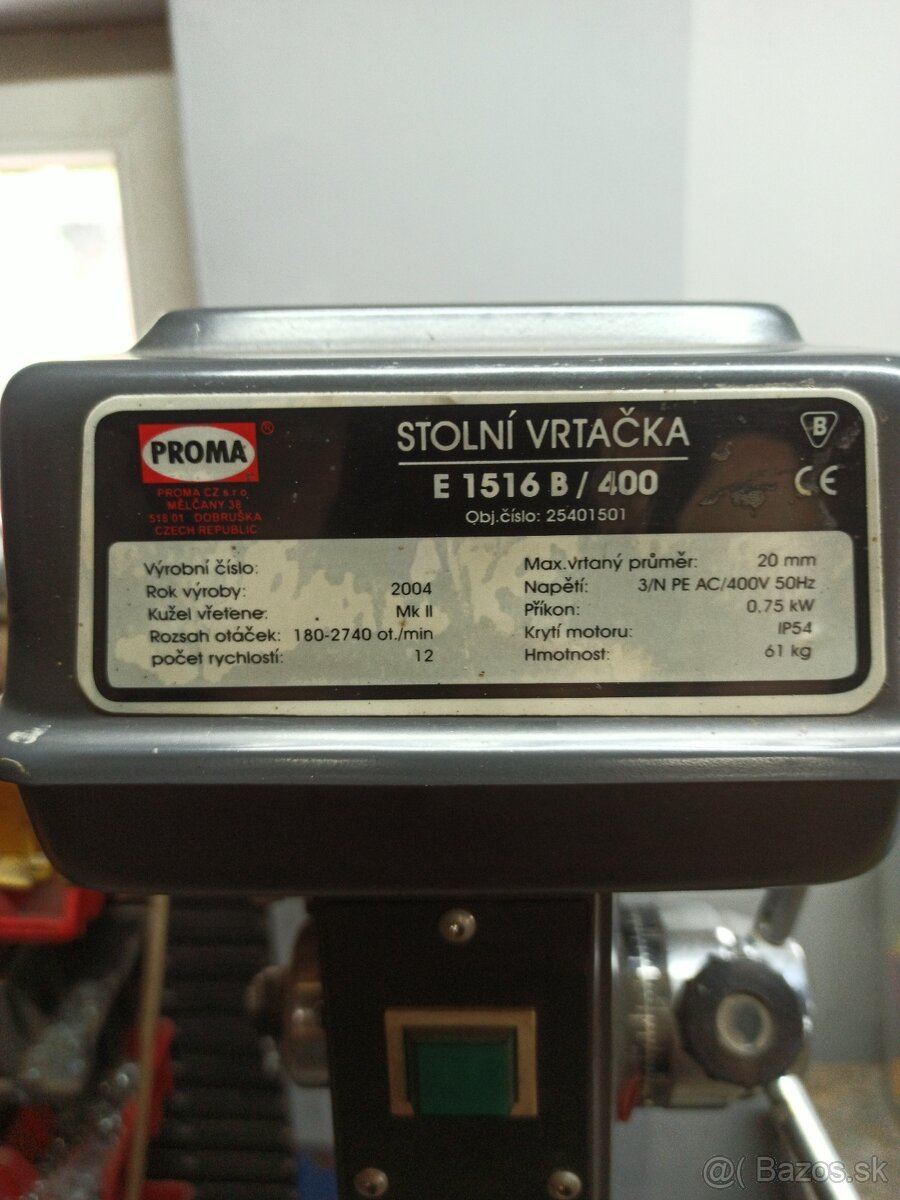 PROMA ®
PROMA CZ s.r.o.
MĚLČANY 38
518 01 DOBRUŠKA
CZECH REPUBLIC
STOLNÍ VRTAČKA
E 1516 B / 400
Obj.číslo: 25401501
B
CE
Výrobní číslo:
Rok výroby: 2004
Kužel vřetene: Mk II
Rozsah otáček: 180-2740 ot./min
počet rychlostí: 12
Max.vrtaný průměr: 20 mm
Napětí: 3/N PE AC/400V 50Hz
Příkon: 0,75 kW
Krytí motoru: IP54
Hmotnost: 61 kg
@( Bazos.sk